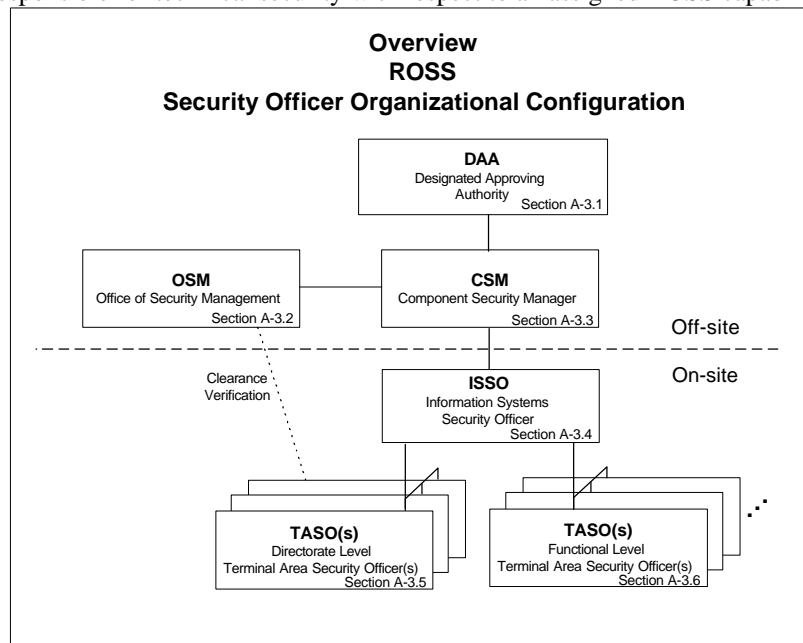 Overview
ROSS
Security Officer Organizational Configuration
DAA
Designated Approving
Authority
Section A-3.1
OSM
Office of Security Management
Section A-3.2
CSM
Component Security Manager
Section A-3.3
Off-site
On-site
Clearance
Verification
ISSO
Information Systems
Security Officer
Section A-3.4
TASO(s)
Directorate Level
Terminal Area Security Officer(s)
Section A-3.5
TASO(s)
Functional Level
Terminal Area Security Officer(s)
Section A-3.6